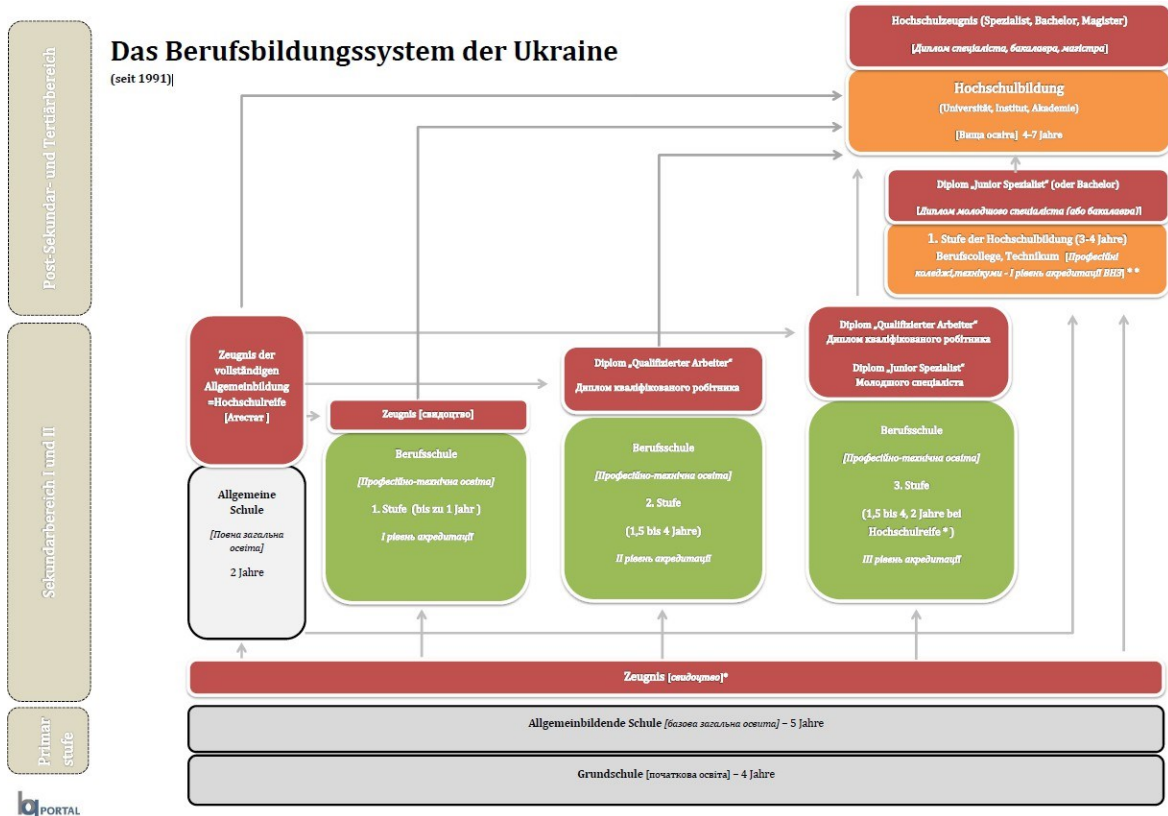 Das Berufsbildungssystem der Ukraine
(seit 1991)
Post-Sekundar- und Tertiärbereich
Sekundarbereich I und II
Primar
stufe
Hochschulzeugnis (Spezialist, Bachelor, Magister)
[Диплом спеціаліста, бакалавра, магістра]
Hochschulbildung
(Universität, Institut, Akademie)
[Вища освіта] 4-7 Jahre
Diplom „Junior Spezialist“ (oder Bachelor)
[Диплом молодшого спеціаліста (або бакалавра)]
1. Stufe der Hochschulbildung (3-4 Jahre)
Berufscollege, Technikum [Професійні
коледжі,технікуми - I рівень акредитації ВНЗ] **
Zeugnis der
vollständigen
Allgemeinbildung
=Hochschulreife
[Атестат ]
Allgemeine
Schule
[Повна загальна
освіта]
2 Jahre
Zeugnis [свидоцтво]
Berufsschule
[Професійно-технічна освіта]
1. Stufe (bis zu 1 Jahr )
I рівень акредитації
Diplom „Qualifizierter Arbeiter“
Диплом кваліфікованого робітника
Berufsschule
[Професійно-технічна освіта]
2. Stufe
(1,5 bis 4 Jahre)
II рівень акредитації
Diplom „Qualifizierter Arbeiter“
Диплом кваліфікованого робітника
Diplom „Junior Spezialist“
Молодшого спеціаліста
Berufsschule
[Професійно-технічна освіта]
3. Stufe
(1,5 bis 4, 2 Jahre bei
Hochschulreife * )
III рівень акредитації
Zeugnis [свидоцтво]*
Allgemeinbildende Schule [базова загальна освита] – 5 Jahre
Grundschule [початкова освіта] – 4 Jahre
bq PORTAL